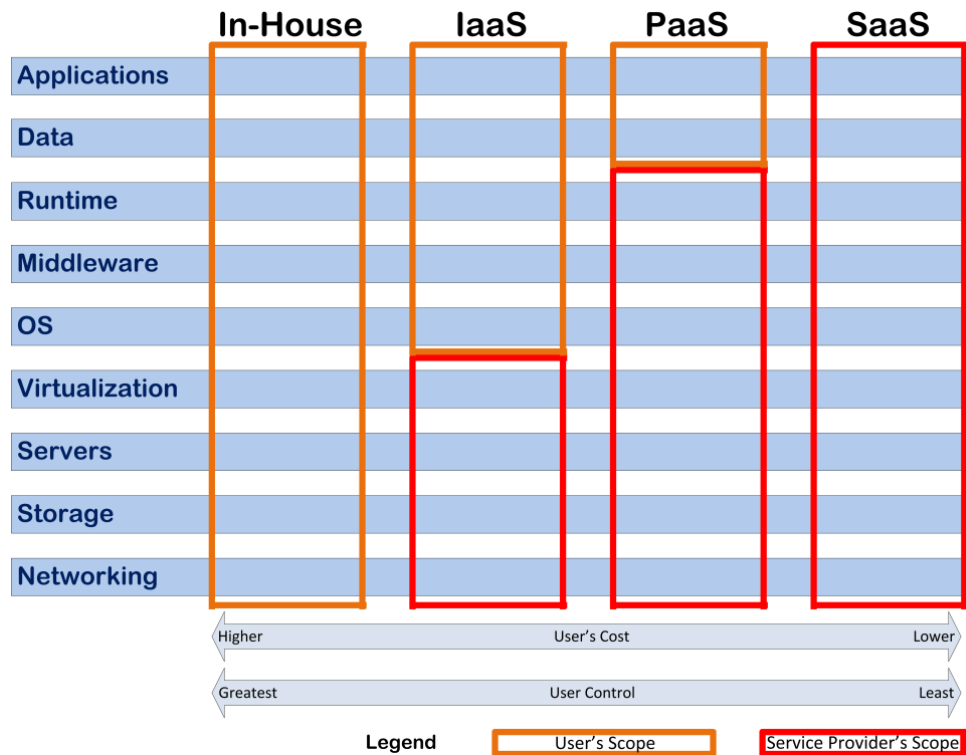 In-House IaaS PaaS SaaS
Applications
Data
Runtime
Middleware
OS
Virtualization
Servers
Storage
Networking
Higher User's Cost Lower
Greatest User Control Least
Legend User's Scope Service Provider's Scope